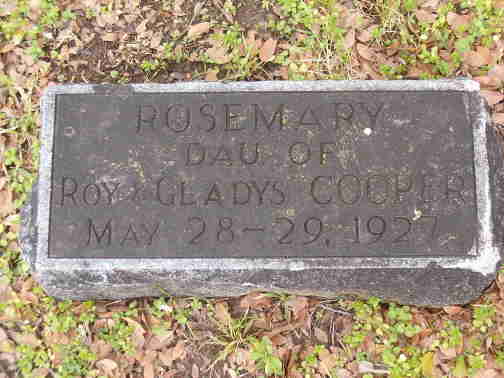 ROSEMARY
DAU OF
ROY & GLADYS COOPER
MAY 28-29, 1927